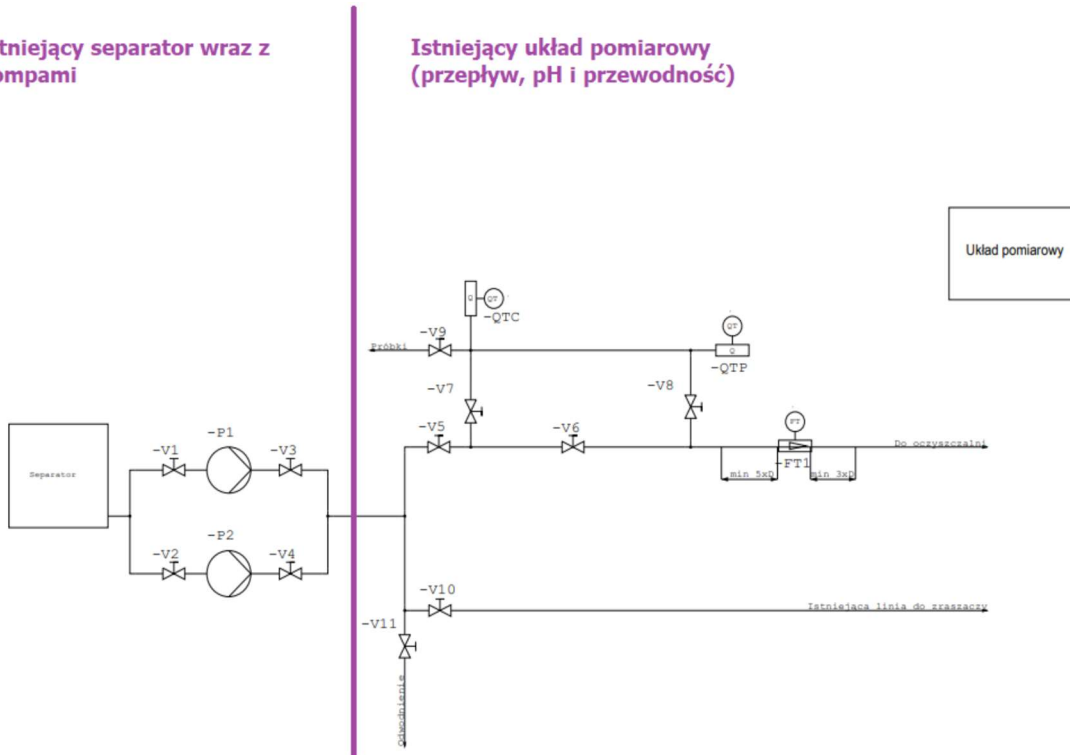 tniejący separator wraz z
ompami
Istniejący układ pomiarowy
(przepływ, pH i przewodność)
Układ pomiarowy
Q
QT
-QTC
-V9
Próbki
QT
Q
-QTP
-V7
-V8
-V5
-V6
FT
-FT1
Do oczyszczalni
min 5xD
min 3xD
Separator
-V1
-P1
-V3
-V2
-P2
-V4
-V10
Istniejąca linia do zraszaczy
-V11
Odwodnienie